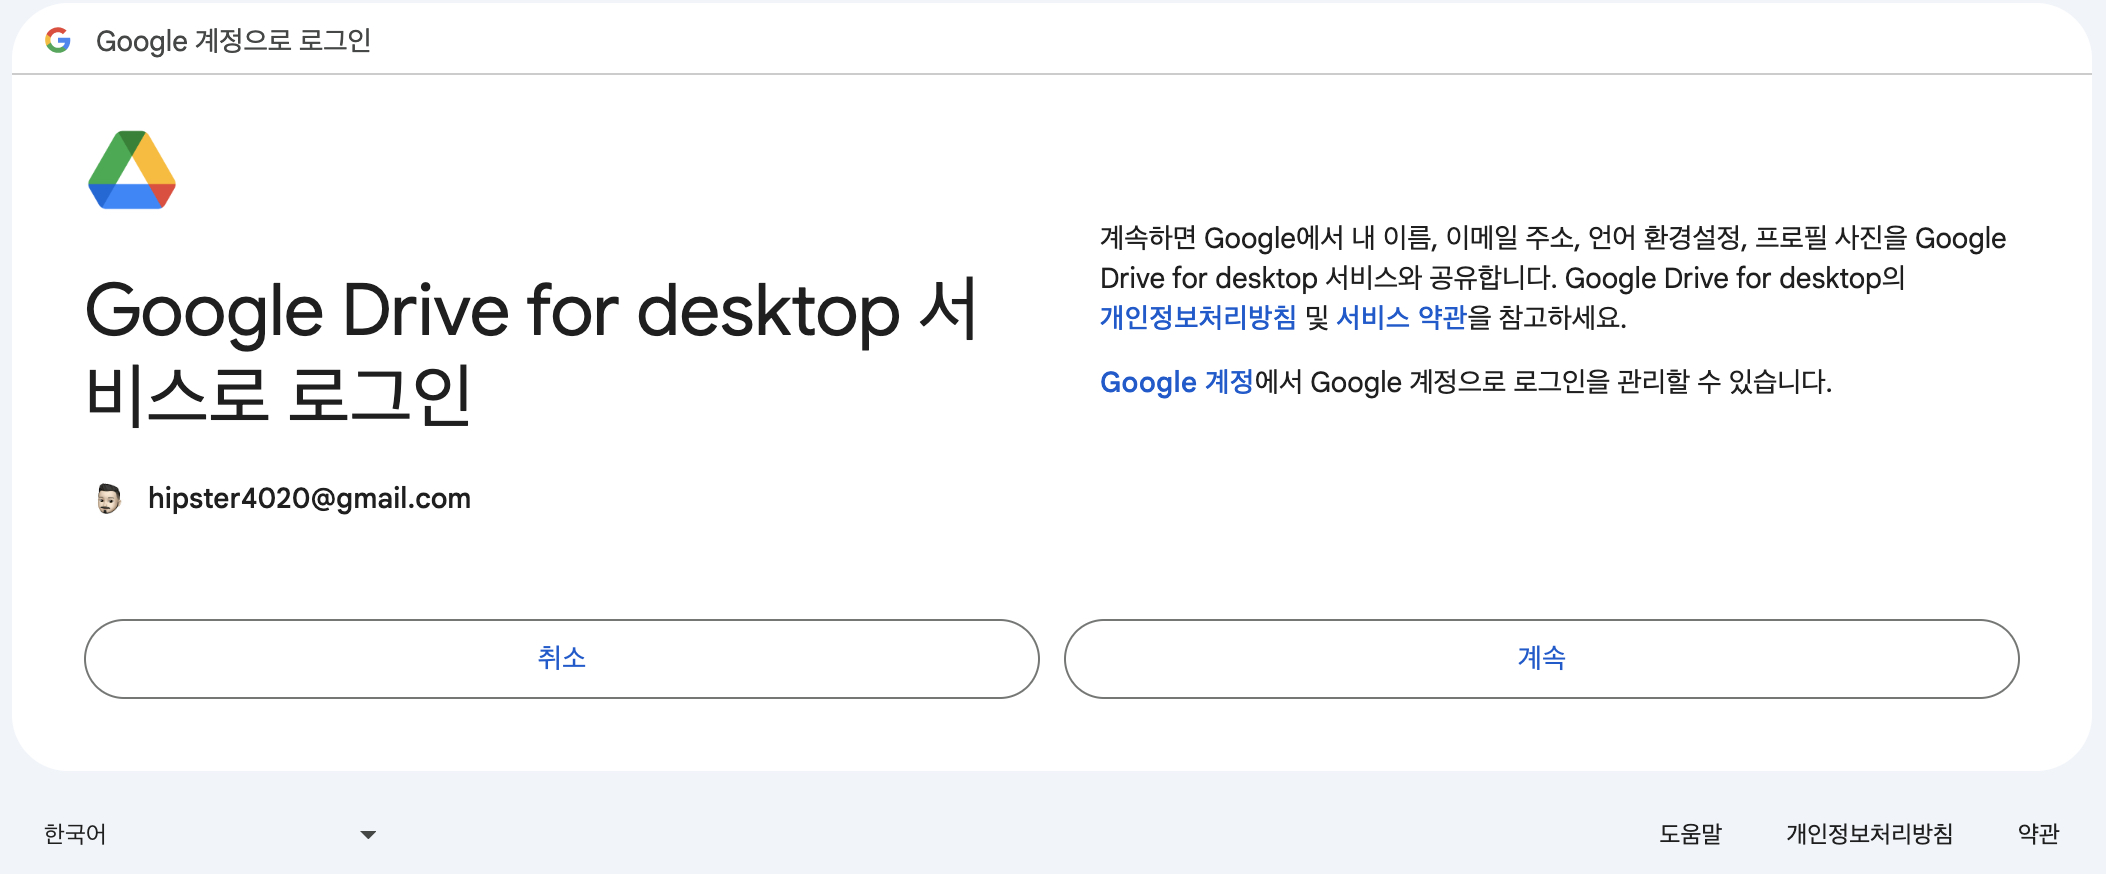 Google 계정으로 로그인
Google Drive for desktop 서
비스로 로그인
hipster4020@gmail.com
계속하면 Google에서 내 이름, 이메일 주소, 언어 환경설정, 프로필 사진을 Google
Drive for desktop 서비스와 공유합니다. Google Drive for desktop의
개인정보처리방침 및 서비스 약관을 참고하세요.
Google 계정에서 Google 계정으로 로그인을 관리할 수 있습니다.
취소
계속
한국어
도움말
개인정보처리방침
약관